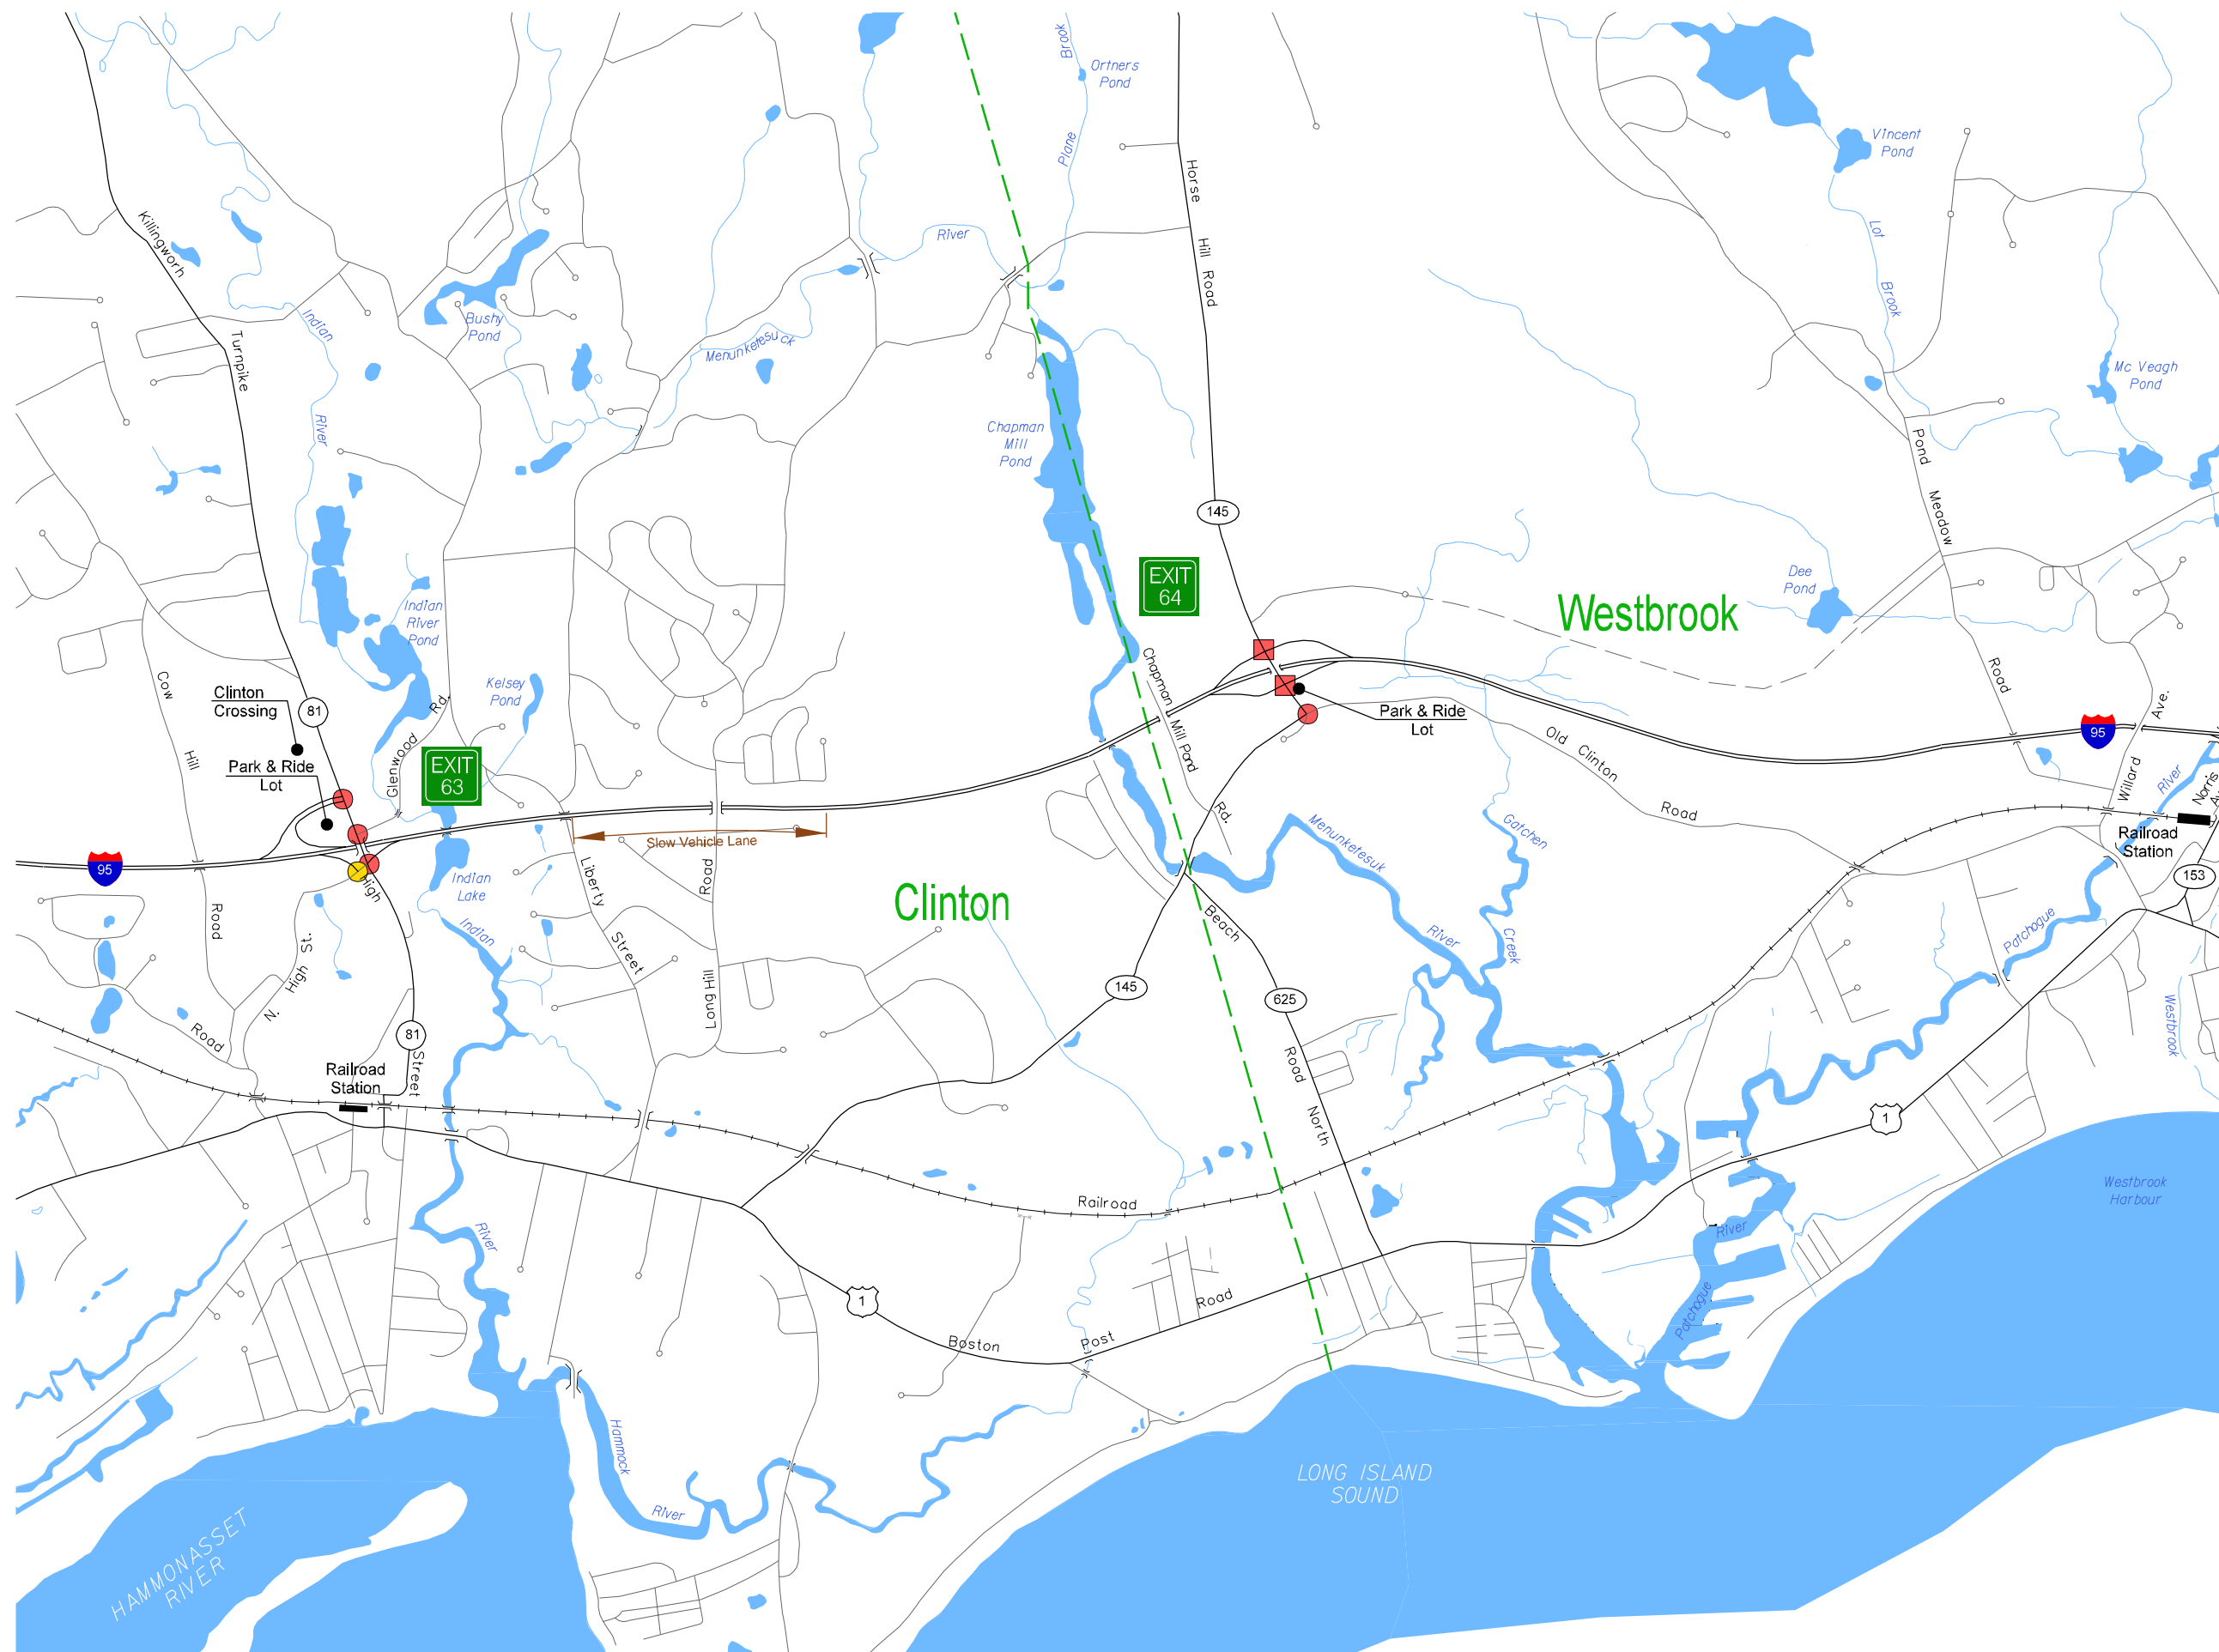 Brook
Ortners
Pond
Plane
Vincent
Pond
Horse
Hill Road
Killingworh
Turnpike
River
Lot
Brook
Indian
River
Bushy
Pond
Menunketesuck
Mc Veagh
Pond
Chapman
Mill
Pond
Pond
Meadow
Road
145
EXIT
64
Westbrook
Dee
Pond
Indian
River
Pond
Cow
Hill
Road
Clinton
Crossing
81
Rd.
Glenwood
Kelsey
Pond
Chapman
Mill Pond
Rd.
Park & Ride
Lot
Old Clinton
Road
95
Ave.
Willard
River
Norris
Park & Ride
Lot
EXIT
63
Slow Vehicle Lane
Railroad
Station
95
High
Indian
Lake
Liberty
Street
Road
Long Hill
Clinton
Menunketesuk
River
Gatchen
Creek
153
Beach
Patchogue
Road
N. High St.
Indian
145
625
Westbrook
81
Street
Railroad
Station
Road
North
1
Westbrook
Harbour
Railroad
River
River
Patchogue
1
Road
Boston
Post
Hammock
River
LONG ISLAND
SOUND
HAMMONASSET
RIVER